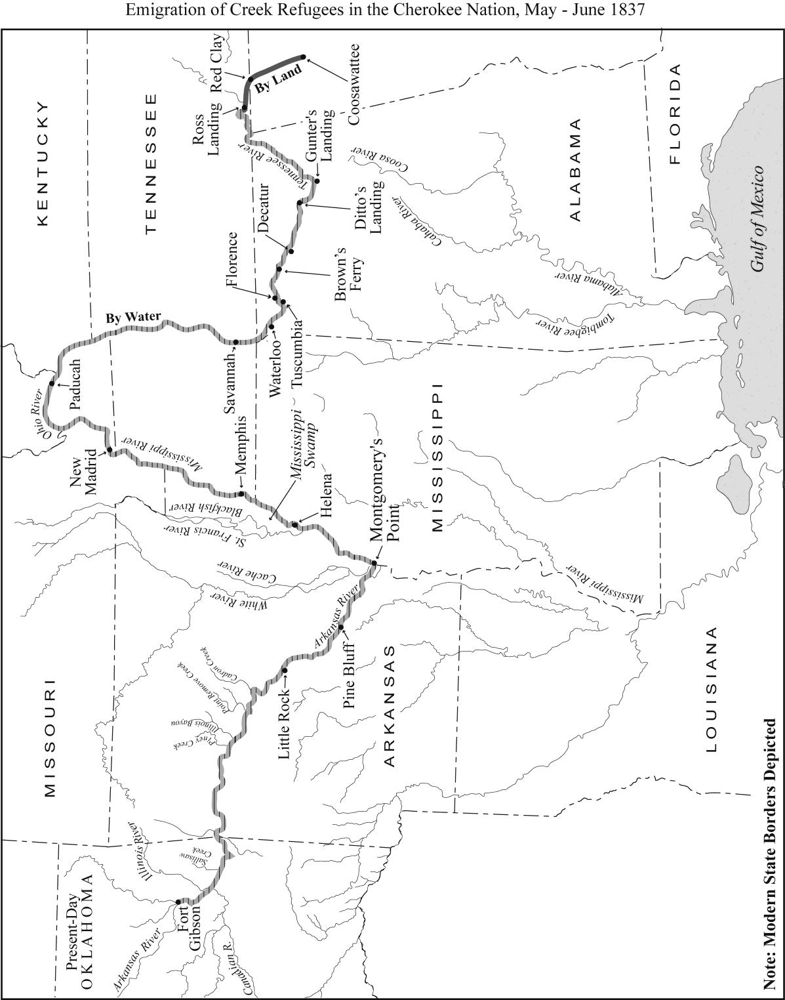 Emigration of Creek Refugees in the Cherokee Nation, May - June 1837
KENTUCKY
TENNESSEE
Red Clay
By Land
Coosawattee
Ross
Landing
Tennessee River
Gunter's
Landing
Ditto's
Landing
Decatur
Brown's
Ferry
Florence
Tuscumbia
Waterloo
Savannah
By Water
Paducah
Ohio River
New
Madrid
Mississippi River
Memphis
Mississippi
Swamp
Helena
Montgomery's
Point
Blackfish River
St. Francis River
Cache River
White River
Arkansas River
Pine Bluff
Little Rock
Cadron Creek
Point Remove Creek
Illinois Bayou
Piney Creek
Sallisaw
Creek
Illinois River
Fort
Gibson
Arkansas River
Canadian R.
Present-Day
OKLAHOMA
MISSOURI
ARKANSAS
LOUISIANA
MISSISSIPPI
Mississippi River
ALABAMA
Coosa River
Cahaba River
Alabama River
Tombigbee River
FLORIDA
Gulf of Mexico
Note: Modern State Borders Depicted